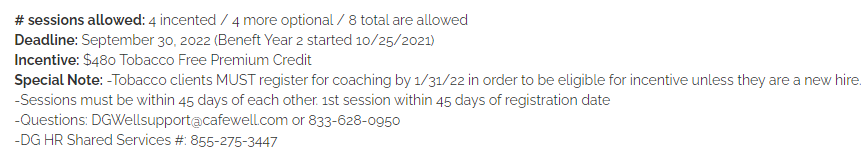 # sessions allowed: 4 incented / 4 more optional / 8 total are allowed
Deadline: September 30, 2022 (Beneft Year 2 started 10/25/2021)
Incentive: $480 Tobacco Free Premium Credit
Special Note: -Tobacco clients MUST register for coaching by 1/31/22 in order to be eligible for incentive unless they are a new hire.
-Sessions must be within 45 days of each other. 1st session within 45 days of registration date
-Questions: DGWellsupport@cafewell.com or 833-628-0950
-DG HR Shared Services #: 855-275-3447